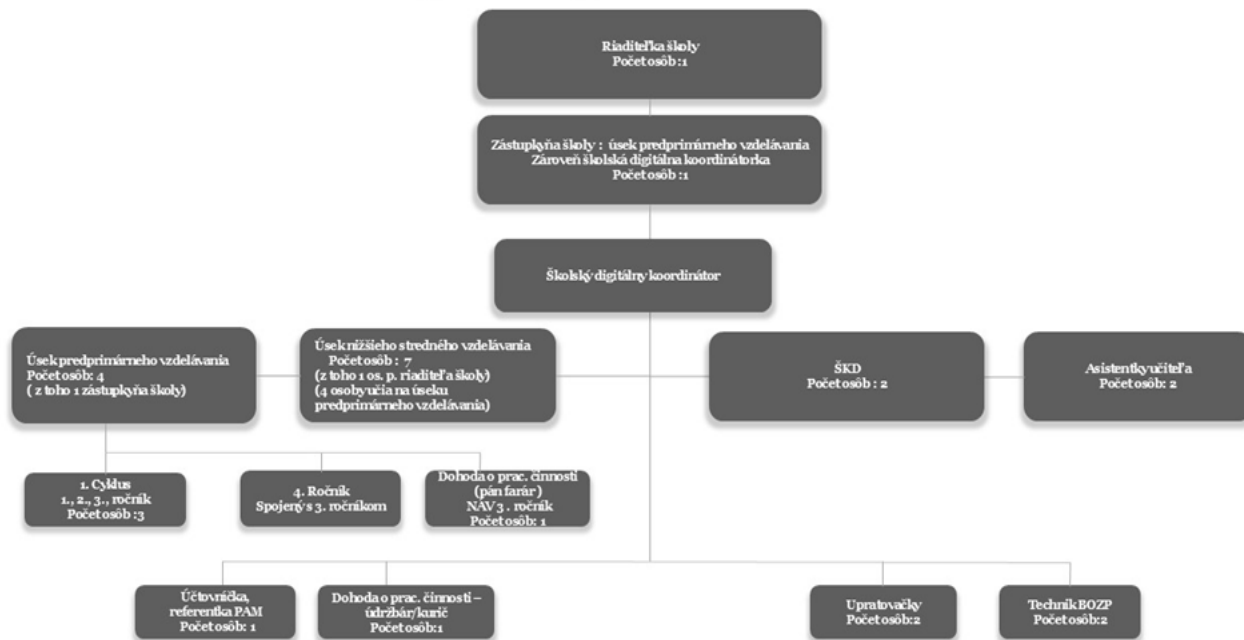 Riaditeľka školy
Počet osôb :1
Zástupkyňa školy : úsek predprimárneho vzdelávania
Zároveň školská digitálna koordinátorka
Počet osôb :1
Školský digitálny koordinátor
Úsek predprimárneho vzdelávania
Počet osôb: 4
( z toho 1 zástupkyňa školy)
Úsek nižšieho stredného vzdelávania
Počet osôb : 7
(z toho 1 os. p. riaditeľa školy)
(4 osoby učia na úseku
predprimárneho vzdelávania)
ŠKD
Počet osôb : 2
Asistentky učiteľa
Počet osôb: 2
1. Cyklus
1., 2., 3., ročník
Počet osôb :3
4. Ročník
Spojený s 3. ročníkom
Dohoda o prac. činnosti
(pán farár )
NAV 3 . ročník
Počet osôb: 1
Účtovníčka,
referentka PAM
Počet osôb: 1
Dohoda o prac. činnosti –
údržbár/kurič
Počet osôb:1
Upratovačky
Počet osôb:2
Technik BOZP
Počet osôb:2